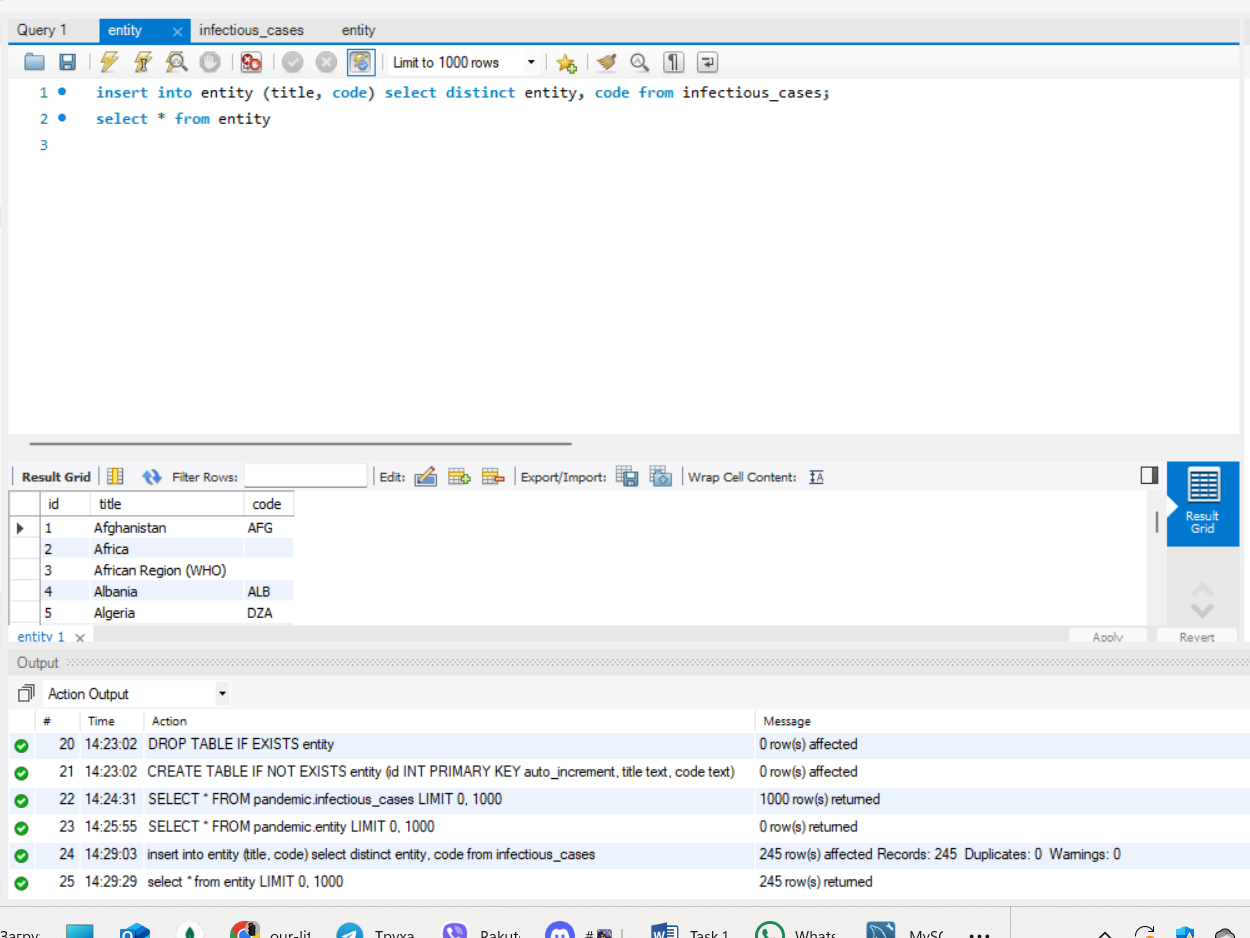 Query 1 entity infectious_cases entity
Limit to 1000 rows
1 insert into entity (title, code) select distinct entity, code from infectious_cases;
2 select * from entity
3
Result Grid Filter Rows: Edit: Export/Import: Wrap Cell Content:
Result
Grid
id title code
1 Afghanistan AFG
2 Africa
3 African Region (WHO)
4 Albania ALB
5 Algeria DZA
entity 1 Apply Revert
Output
Action Output
# Time Action Message
20 14:23:02 DROP TABLE IF EXISTS entity 0 row(s) affected
21 14:23:02 CREATE TABLE IF NOT EXISTS entity (id INT PRIMARY KEY auto_increment, title text, code text) 0 row(s) affected
22 14:24:31 SELECT * FROM pandemic.infectious_cases LIMIT 0, 1000 1000 row(s) returned
23 14:25:55 SELECT * FROM pandemic.entity LIMIT 0, 1000 0 row(s) returned
24 14:29:03 insert into entity (title, code) select distinct entity, code from infectious_cases 245 row(s) affected Records: 245 Duplicates: 0 Warnings: 0
25 14:29:29 select * from entity LIMIT 0, 1000 245 row(s) returned
our-lit Труха Rakut Task 1 Whats